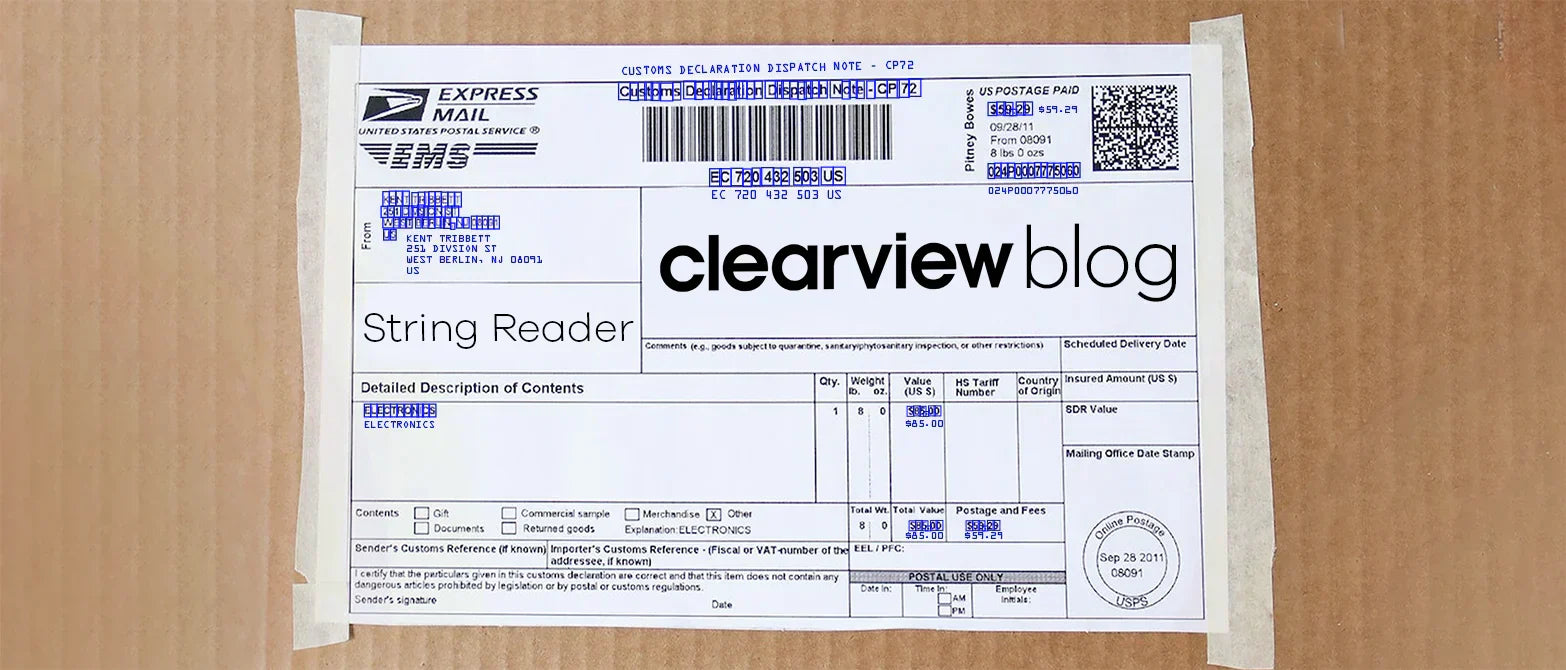 CUSTOMS DECLARATION DISPATCH NOTE - CP72
Customs Declaration Dispatch Note - CP 72
EXPRESS
MAIL
UNITED STATES POSTAL SERVICE ®
EMS
EC 720 432 503 US
EC 720 432 503 US
Pitney Bowes
US POSTAGE PAID
$59.29 $59.29
09/28/11
From 08091
8 lbs 0 ozs
024P0007775060
024P0007775060
From
KENT TRIBBETT
US
KENT TRIBBETT
251 DIVSION ST
WEST BERLIN, NJ 08091
US
clearview blog
String Reader
Comments (e.g., goods subject to quarantine, sanitary/phytosanitary inspection, or other restrictions)
Scheduled Delivery Date
Detailed Description of Contents
Qty.
Weight
lb. oz.
Value
(US $)
HS Tariff
Number
Country
of Origin
Insured Amount (US $)
ELECTRONICS
ELECTRONICS
1 8 0 $85.00
$85.00
SDR Value
Mailing Office Date Stamp
Contents
Gift
Commercial sample
Merchandise
X Other
Documents
Returned goods
Explanation:ELECTRONICS
Total Wt. Total Value Postage and Fees
8 0 $85.00 $59.29
$85.00 $59.29
Sender's Customs Reference (if known)
Importer's Customs Reference - (Fiscal or VAT-number of the
addressee, if known)
EEL / PFC:
I certify that the particulars given in this customs declaration are correct and that this item does not contain any
dangerous articles prohibited by legislation or by postal or customs regulations.
Sender's signature
Date
POSTAL USE ONLY
Date In:
Time In:
AM
PM
Employee
Initials:
Online Postage
Sep 28 2011
08091
USPS